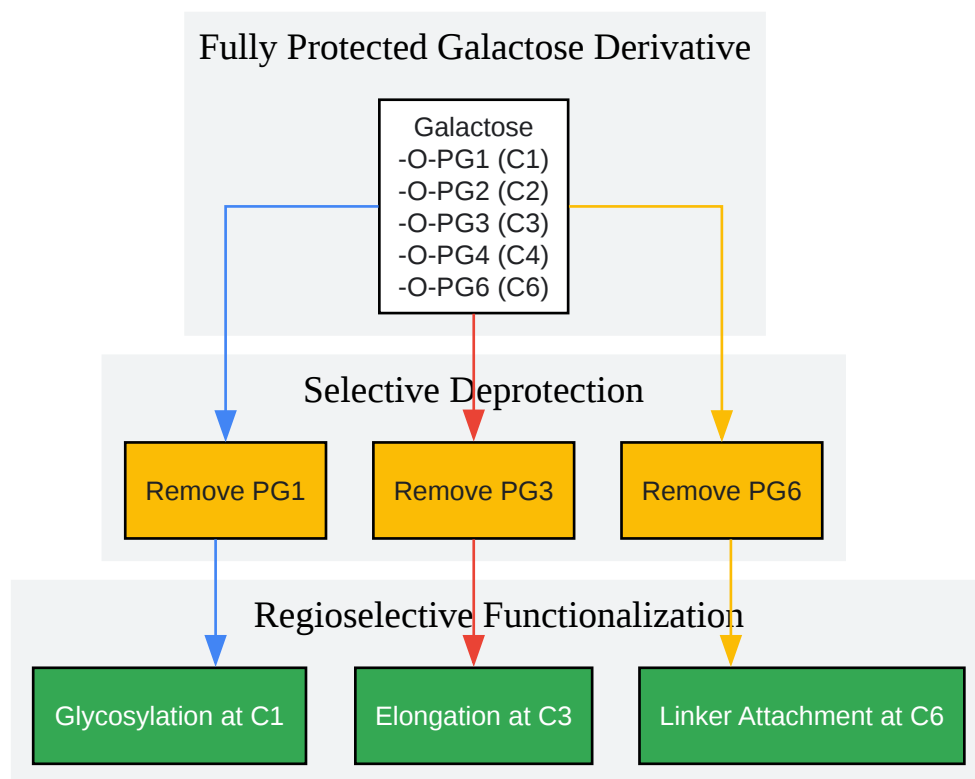 Fully Protected Galactose Derivative
Galactose
-O-PG1 (C1)
-O-PG2 (C2)
-O-PG3 (C3)
-O-PG4 (C4)
-O-PG6 (C6)
Selective Deprotection
Remove PG1
Remove PG3
Remove PG6
Regioselective Functionalization
Glycosylation at C1
Elongation at C3
Linker Attachment at C6